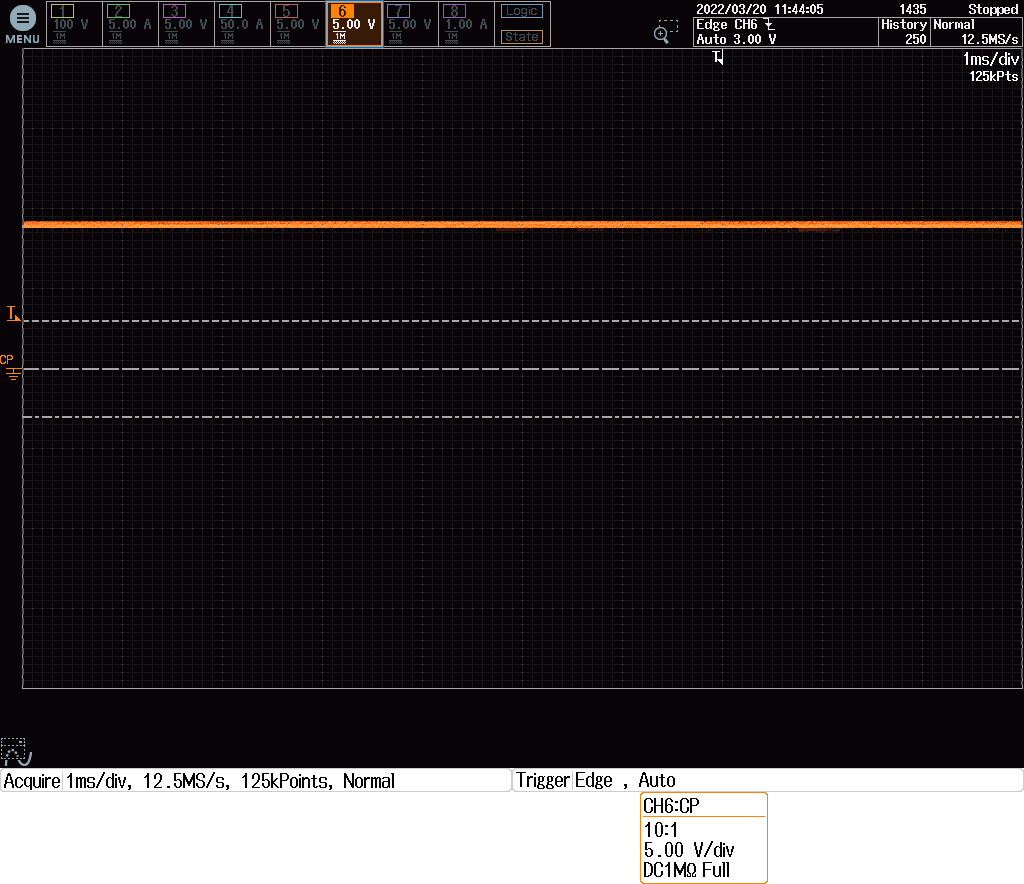 MENU
1 2 3 4 5 6 7 8 Logic
100 V 5.00 A 5.00 V 50.0 A 5.00 V 5.00 V 5.00 V 1.00 A
1M 1M 1M 1M 1M 1M 1M 1M State
2022/03/20 11:44:05 1435 Stopped
Edge CH6 History Normal
Auto 3.00 V 250 12.5MS/s
T 1ms/div
125kPts
T
CP
Acquire 1ms/div, 12.5MS/s, 125kPoints, Normal Trigger Edge , Auto
CH6:CP
10:1
5.00 V/div
DC1MΩ Full